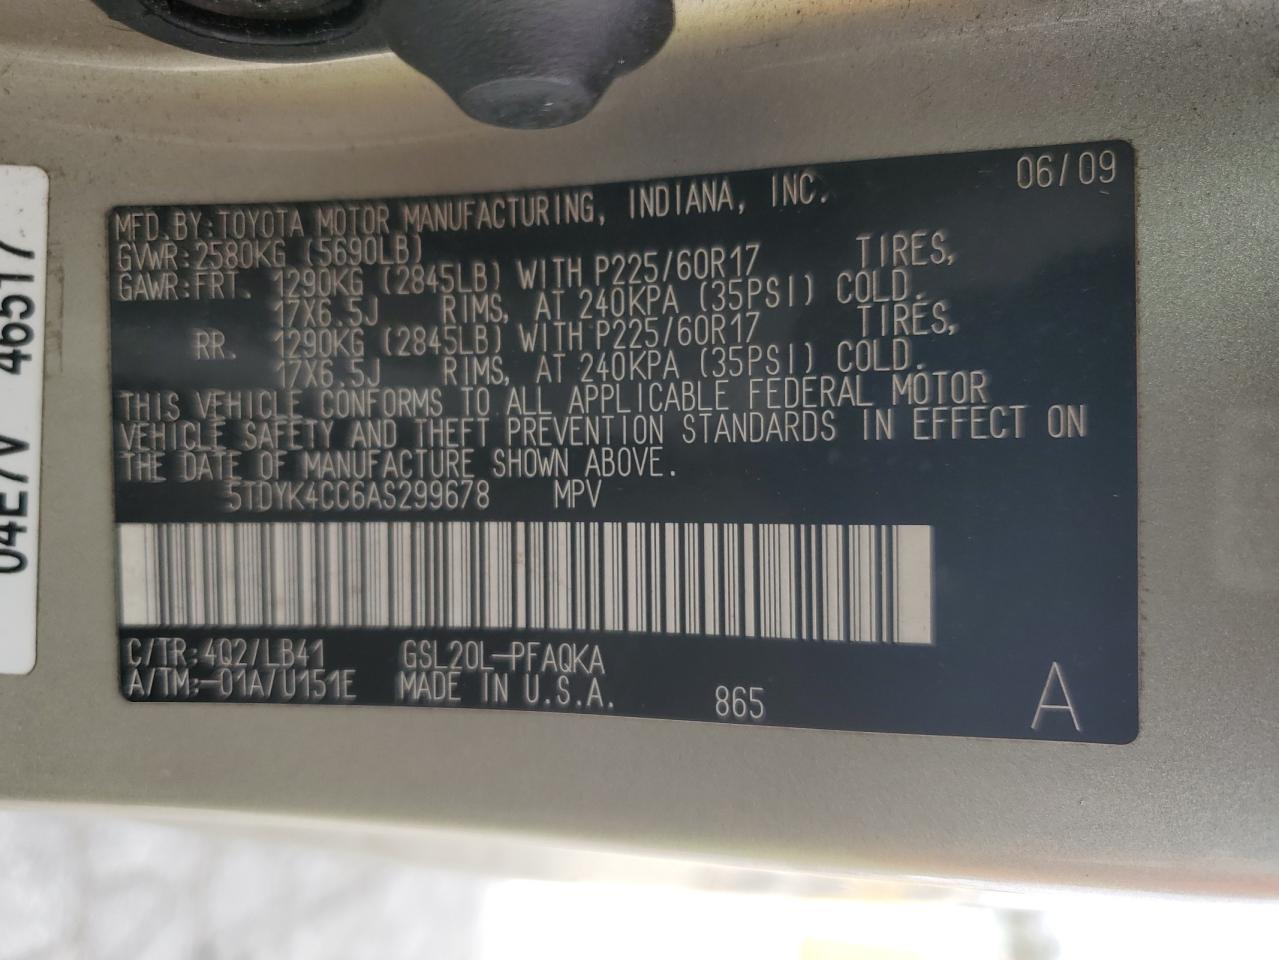 04E7V 46517
06/09
MFD.BY:TOYOTA MOTOR MANUFACTURING, INDIANA, INC.
GVWR:2580KG (5690LB)
GAWR:FRT. 1290KG (2845LB) WITH P225/60R17 TIRES,
17X6.5J RIMS, AT 240KPA (35PSI) COLD.
RR. 1290KG (2845LB) WITH P225/60R17 TIRES,
17X6.5J RIMS, AT 240KPA (35PSI) COLD.
THIS VEHICLE CONFORMS TO ALL APPLICABLE FEDERAL MOTOR
VEHICLE SAFETY AND THEFT PREVENTION STANDARDS IN EFFECT ON
THE DATE OF MANUFACTURE SHOWN ABOVE.
5TDYK4CC6AS299678 MPV
C/TR:4Q2/LB41 GSL20L-PFAQKA
A/TM:-01A/U151E MADE IN U.S.A. 865 A